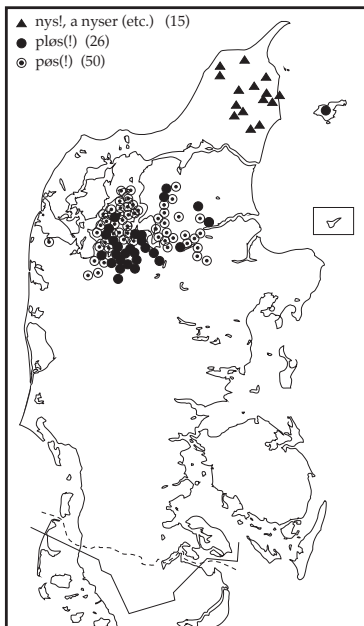 nys!, a nyser (etc.) (15)
pløs(!) (26)
pøs(!) (50)